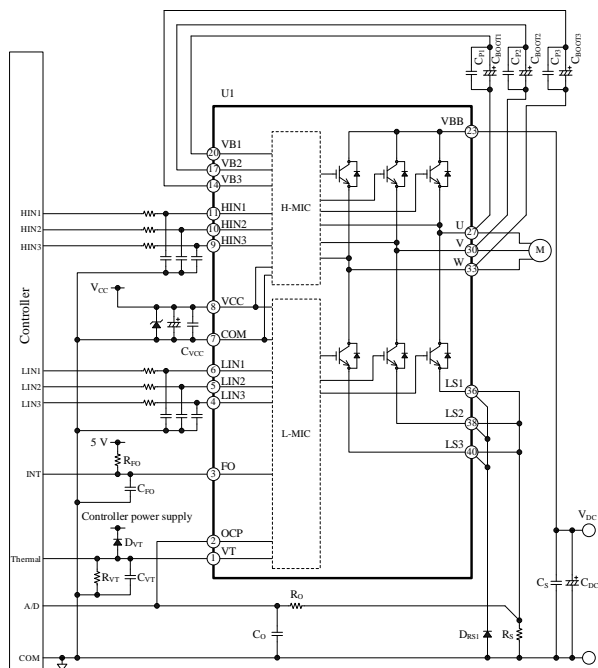 C_P1
C_BOOT1
C_P2
C_BOOT2
C_P3
C_BOOT3
U1
VBB
23
20
VB1
17
VB2
14
VB3
HIN1
11
HIN1
HIN2
10
HIN2
HIN3
9
HIN3
H-MIC
U
27
V
30
W
33
M
Controller
V_CC
8
VCC
7
COM
C_VCC
LIN1
6
LIN1
LIN2
5
LIN2
LIN3
4
LIN3
L-MIC
LS1
36
LS2
38
LS3
40
5 V
R_FO
INT
3
FO
C_FO
Controller power supply
D_VT
2
OCP
Thermal
1
VT
R_VT
C_VT
V_DC
C_S
C_DC
A/D
R_O
C_O
D_RS1
R_S
COM